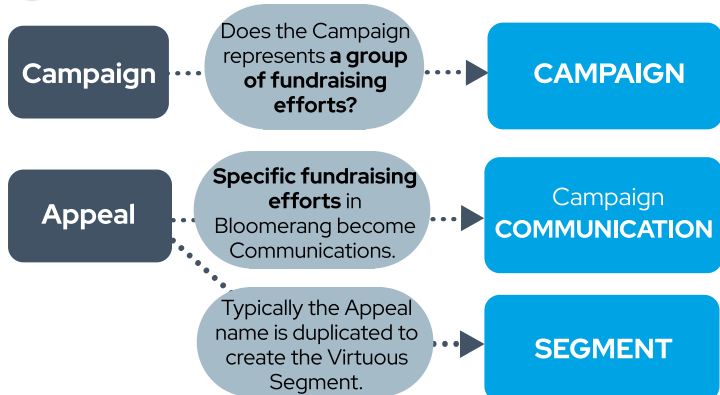 Campaign
Does the Campaign
represents a group
of fundraising
efforts?
CAMPAIGN
Appeal
Specific fundraising
efforts in
Bloomerang become
Communications.
Campaign
COMMUNICATION
Typically the Appeal
name is duplicated to
create the Virtuous
Segment.
SEGMENT